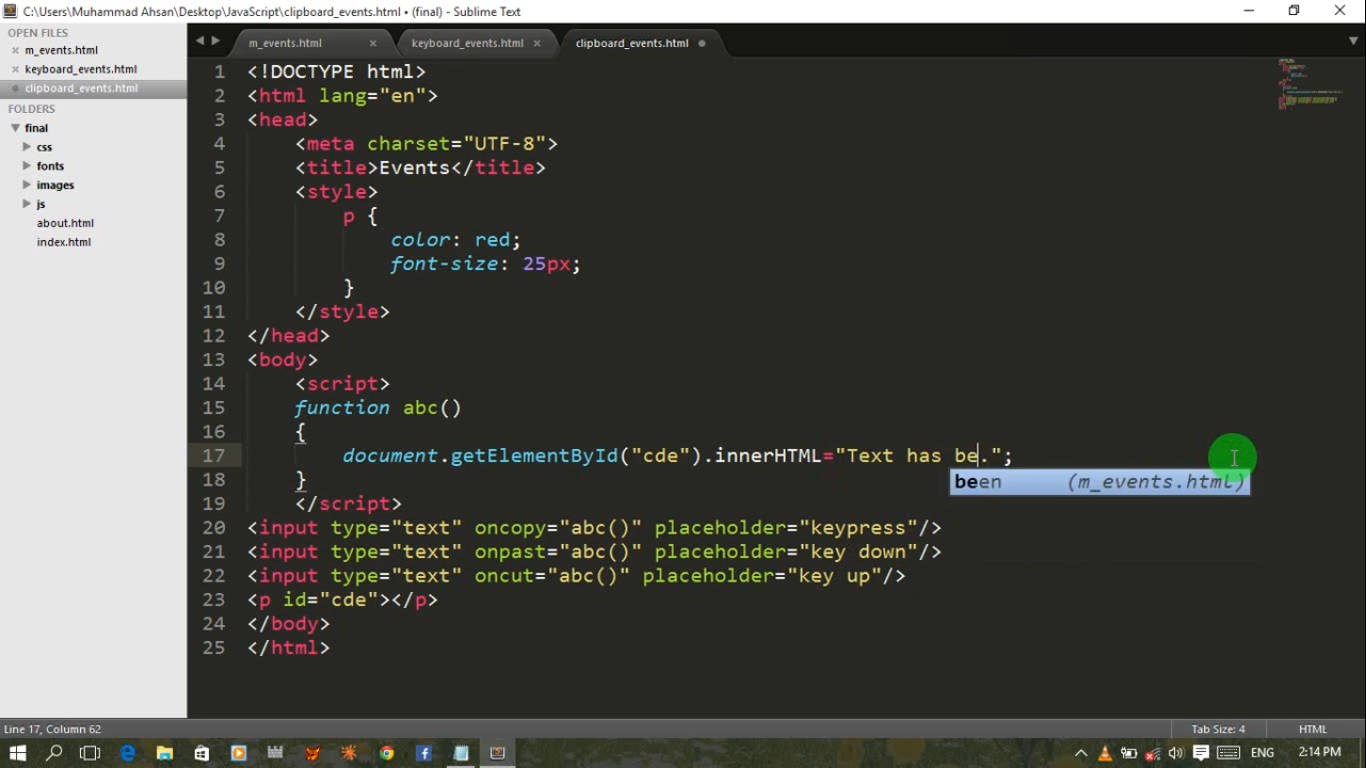 C:\Users\Muhammad Ahsan\Desktop\JavaScript\clipboard_events.html • (final) - Sublime Text
OPEN FILES
m_events.html
keyboard_events.html
clipboard_events.html
FOLDERS
final
css
fonts
images
js
about.html
index.html
m_events.html keyboard_events.html clipboard_events.html
1 <!DOCTYPE html>
2 <html lang="en">
3 <head>
4 <meta charset="UTF-8">
5 <title>Events</title>
6 <style>
7 p {
8 color: red;
9 font-size: 25px;
10 }
11 </style>
12 </head>
13 <body>
14 <script>
15 function abc()
16 {
17 document.getElementById("cde").innerHTML="Text has be.";
been (m_events.html)
18 }
19 </script>
20 <input type="text" oncopy="abc()" placeholder="keypress"/>
21 <input type="text" onpast="abc()" placeholder="key down"/>
22 <input type="text" oncut="abc()" placeholder="key up"/>
23 <p id="cde"></p>
24 </body>
25 </html>
Line 17, Column 62 Tab Size: 4 HTML
ENG 2:14 PM